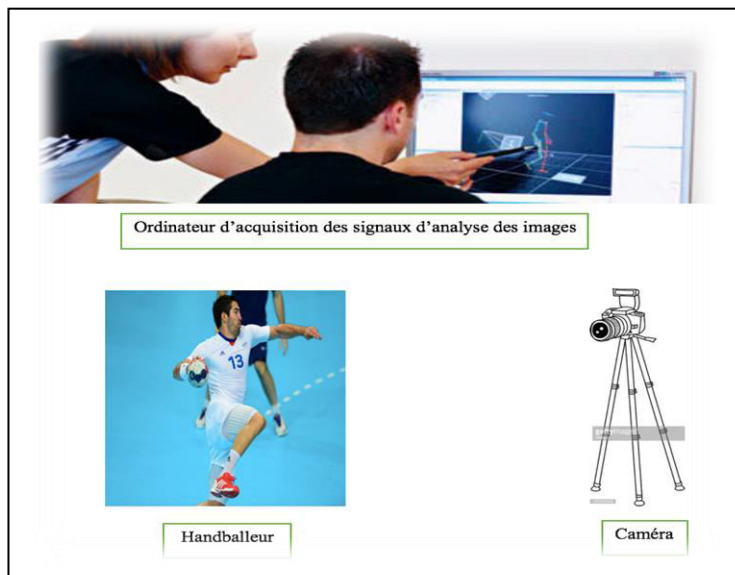 Ordinateur d'acquisition des signaux d'analyse des images
13
Handballeur
Caméra